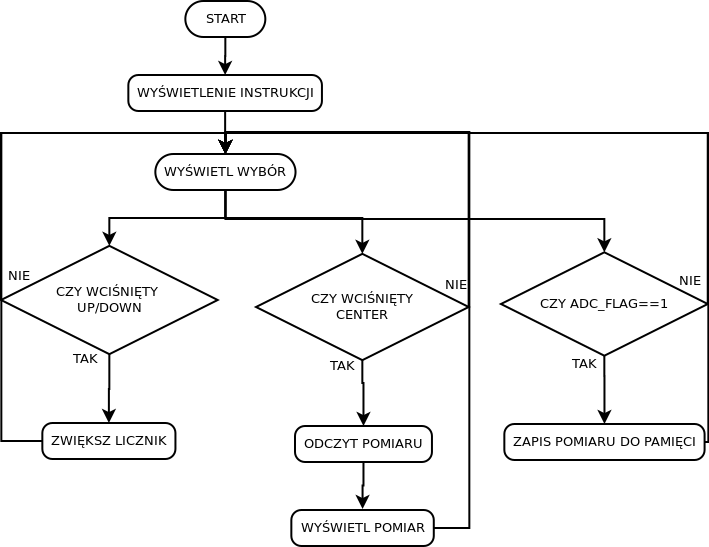 START
WYŚWIETLENIE INSTRUKCJI
WYŚWIETL WYBÓR
NIE
CZY WCIŚNIĘTY
UP/DOWN
TAK
CZY WCIŚNIĘTY
CENTER
NIE
TAK
CZY ADC_FLAG==1
NIE
TAK
ZWIĘKSZ LICZNIK
ODCZYT POMIARU
ZAPIS POMIARU DO PAMIĘCI
WYŚWIETL POMIAR